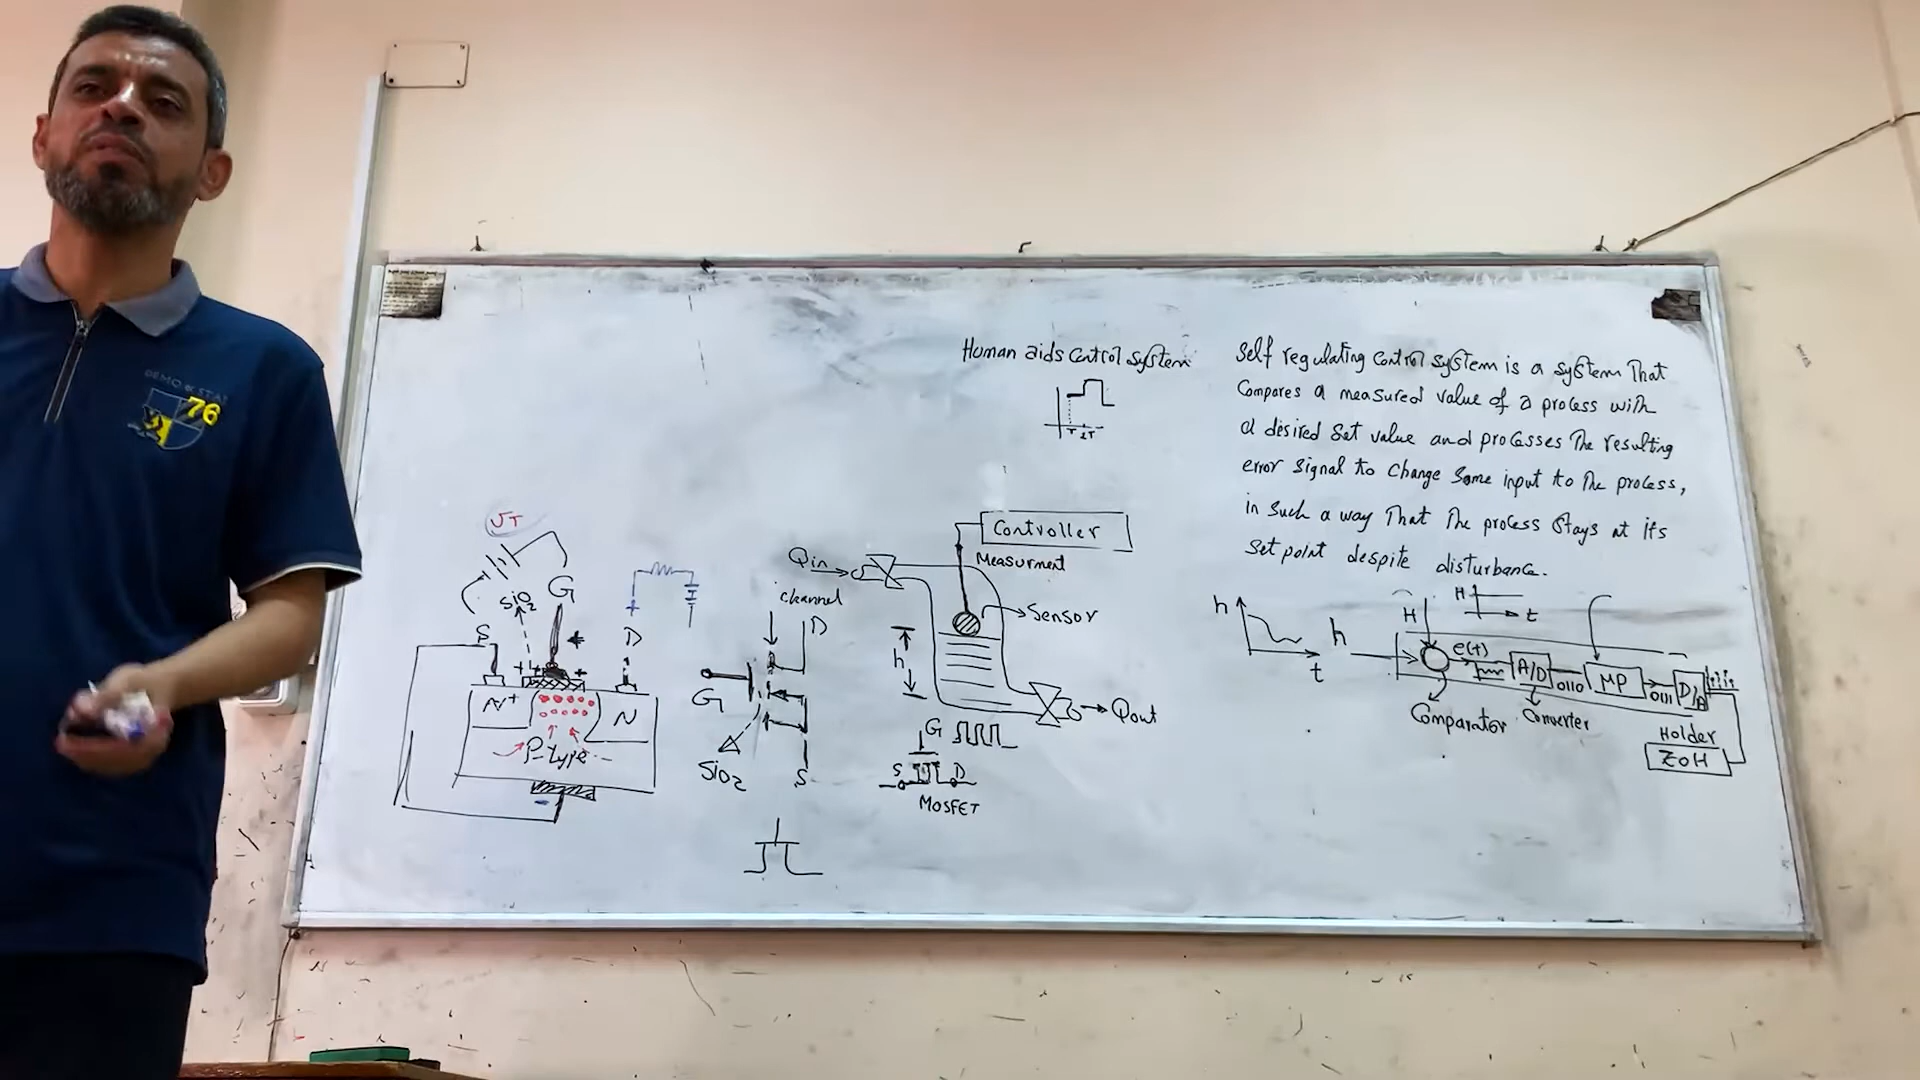 DEMO & STAT
76
Human aids Control System
T 2T
Self regulating Control System is a System That
Compares a measured value of a process with
a desired Set value and processes The resulting
error Signal to Change Some input to The process,
in Such a way That The process Stays at its
Set point despite disturbance.
VT
G
SiO2
S
D
+
N+
N
P-type
-
channel
D
G
SiO2
S
Controller
Measurment
Qin
Sensor
h
Qout
G
S D
MOSFET
h
t
h
H
H
t
e(t)
A/D
0110
MP
0111
D/A
Comparator
Converter
Holder
ZOH